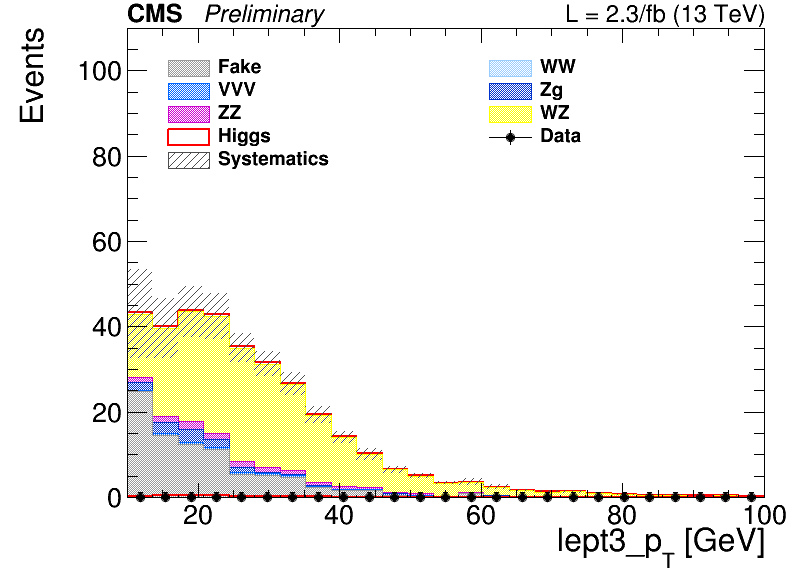 CMS Preliminary L = 2.3/fb (13 TeV)
Events
100
80
60
40
20
0
Fake WW
VVV Zg
ZZ WZ
Higgs Data
Systematics
20 40 60 80 100
lept3_p_T [GeV]